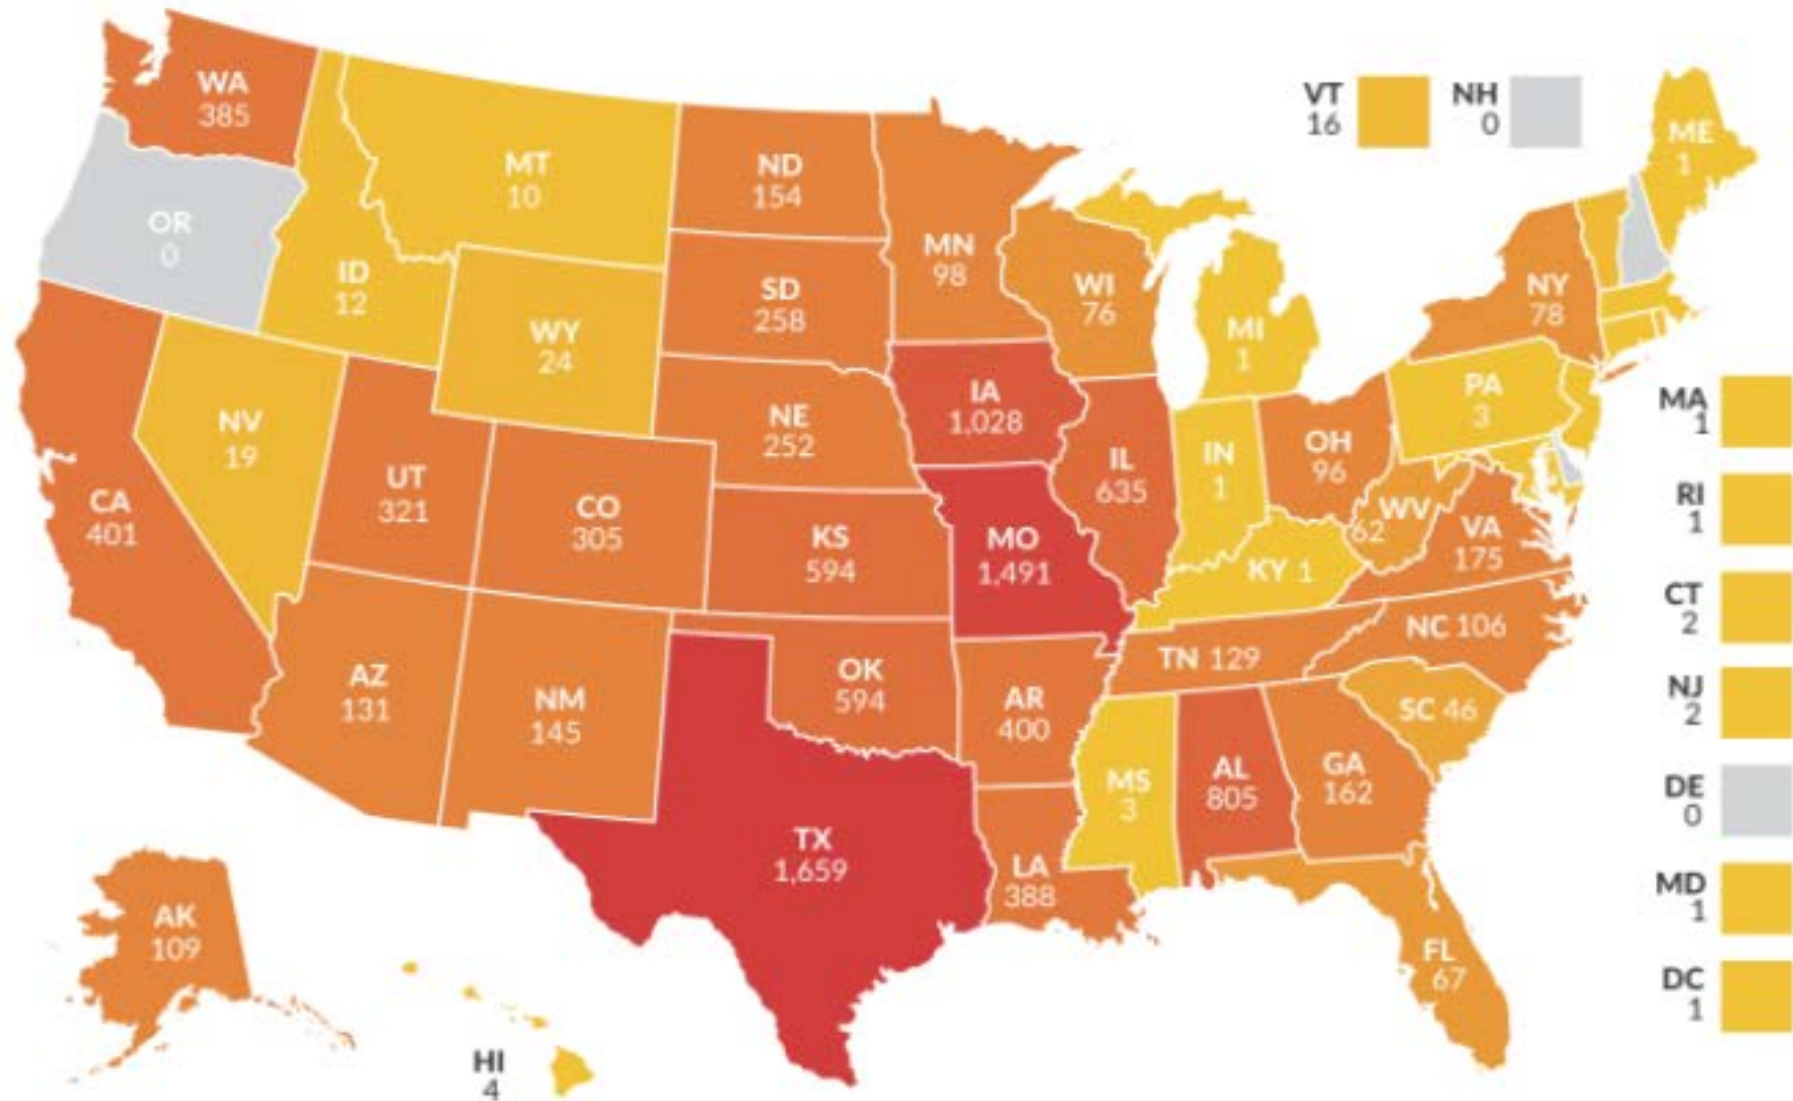 WA
385
VT
16
NH
0
ME
1
MT
10
ND
154
OR
0
MN
98
ID
12
SD
258
WI
76
NY
78
WY
24
MI
1
IA
1,028
PA
3
MA
1
NV
19
NE
252
IL
635
IN
1
OH
96
UT
321
CO
305
WV
62
VA
175
RI
1
CA
401
KS
594
MO
1,491
KY 1
CT
2
NC 106
TN 129
AZ
131
NM
145
OK
594
AR
400
SC 46
NJ
2
MS
3
AL
805
GA
162
DE
0
TX
1,659
LA
388
MD
1
AK
109
FL
67
DC
1
HI
4